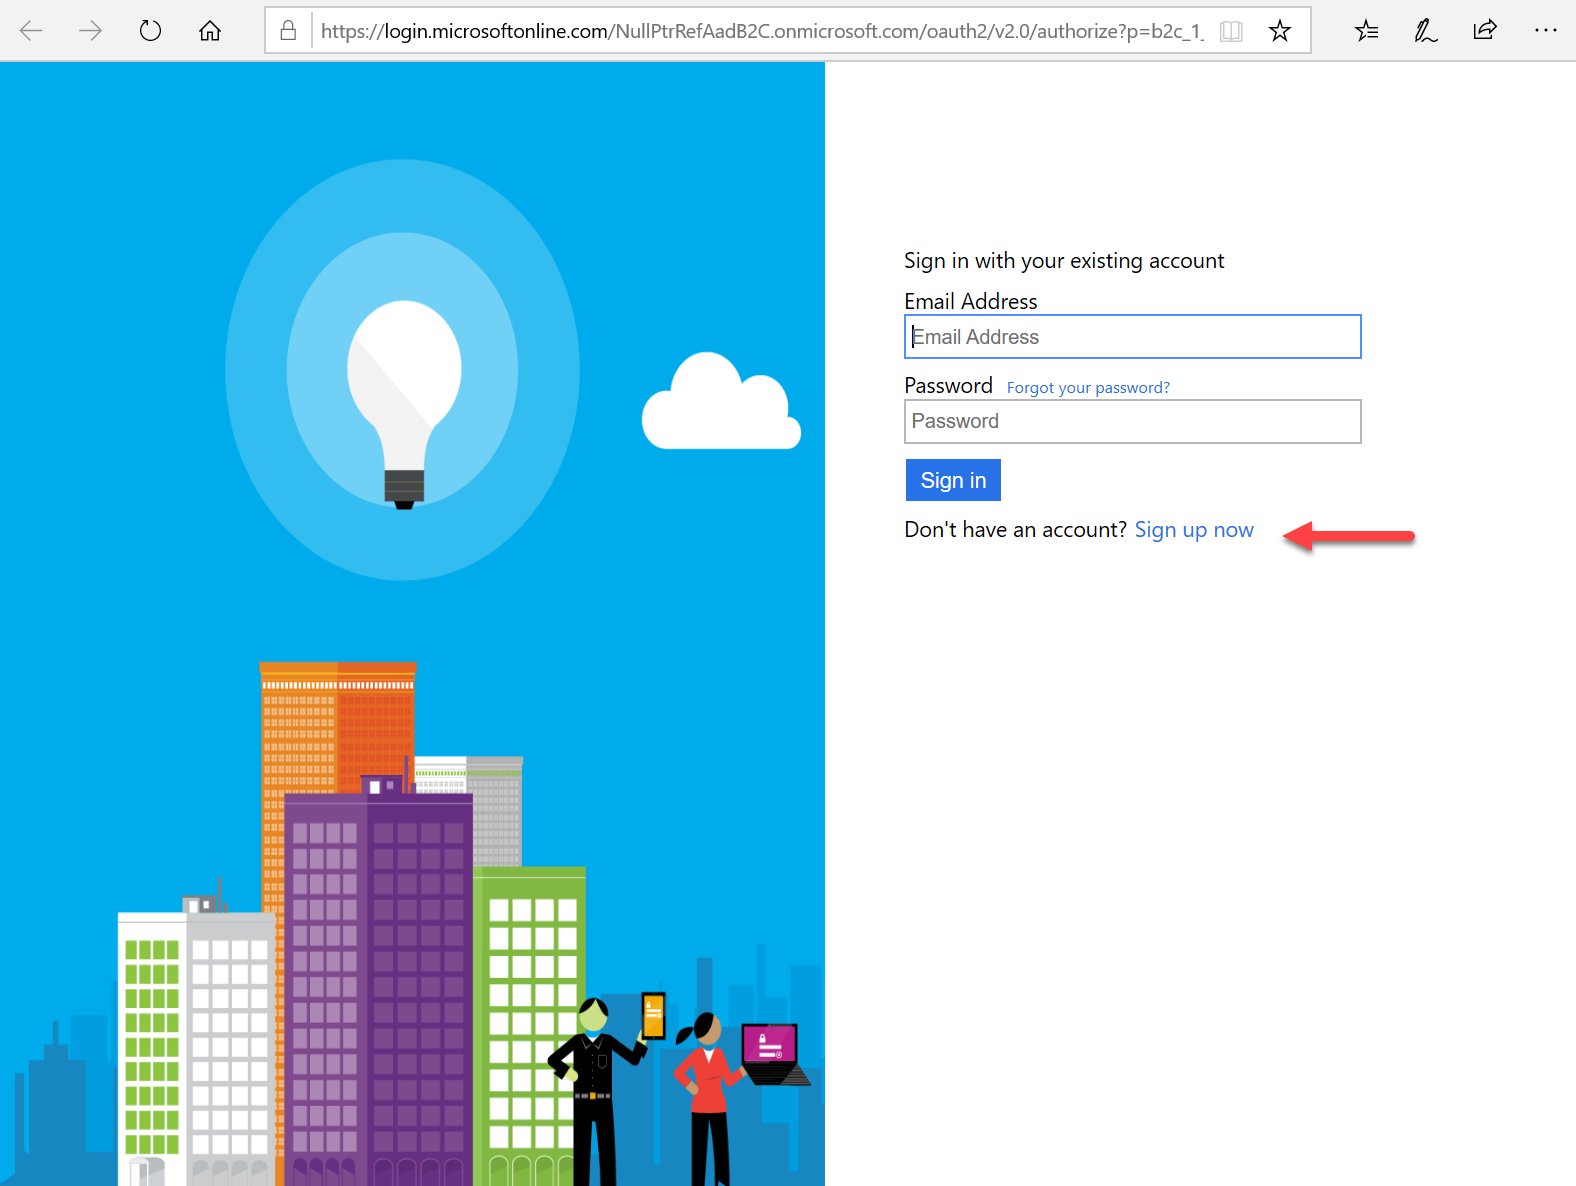 https://login.microsoftonline.com/NullPtrRefAadB2C.onmicrosoft.com/oauth2/v2.0/authorize?p=b2c_1_
Sign in with your existing account
Email Address
Email Address
Password Forgot your password?
Password
Sign in
Don't have an account? Sign up now